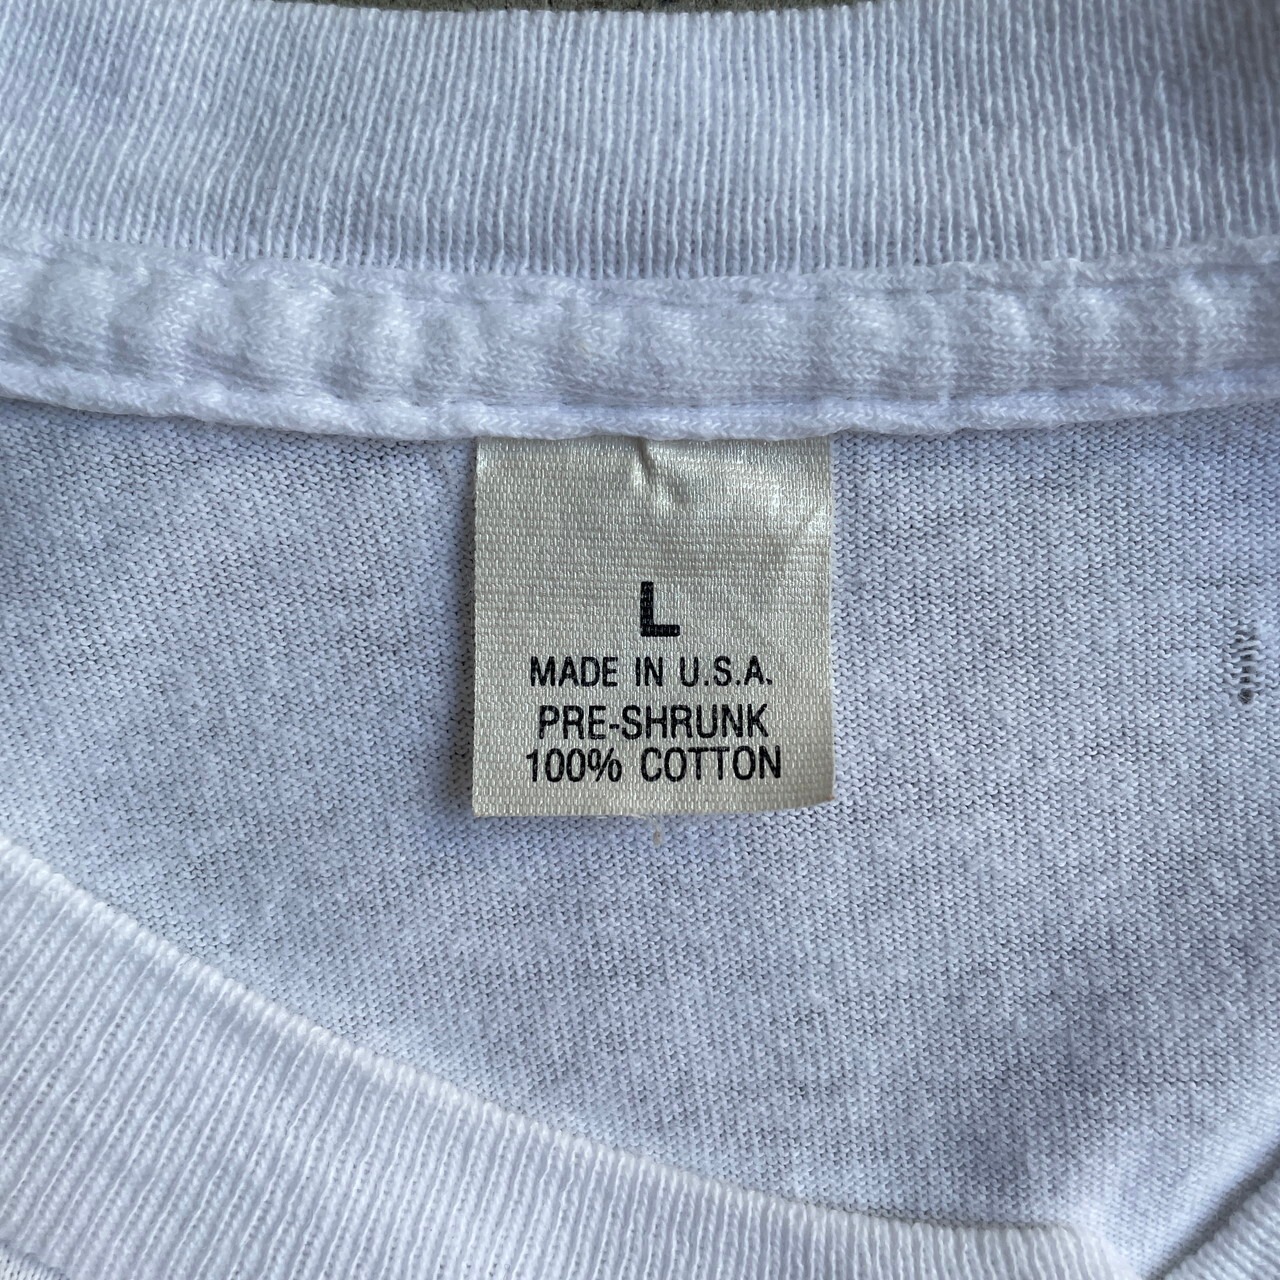 L
MADE IN U.S.A.
PRE-SHRUNK
100% COTTON